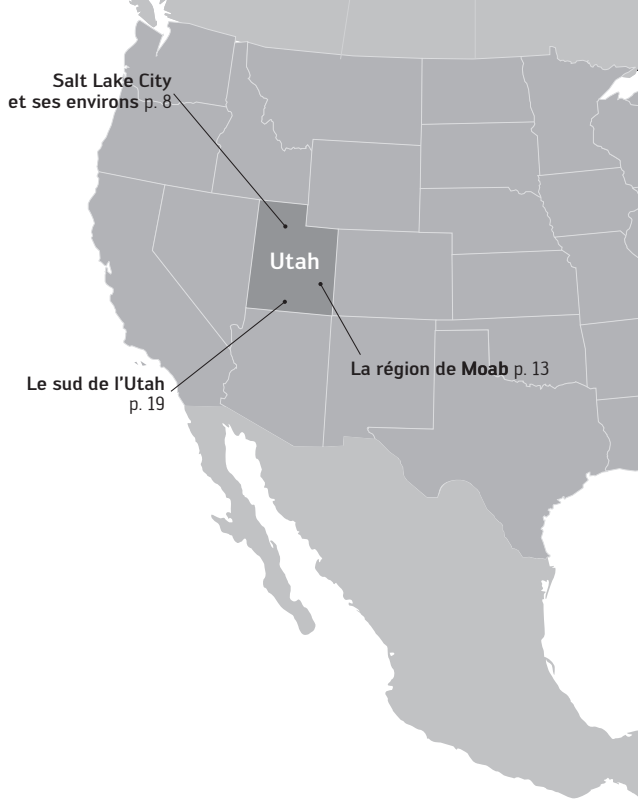 Salt Lake City
et ses environs p. 8
Utah
La région de Moab p. 13
Le sud de l'Utah
p. 19